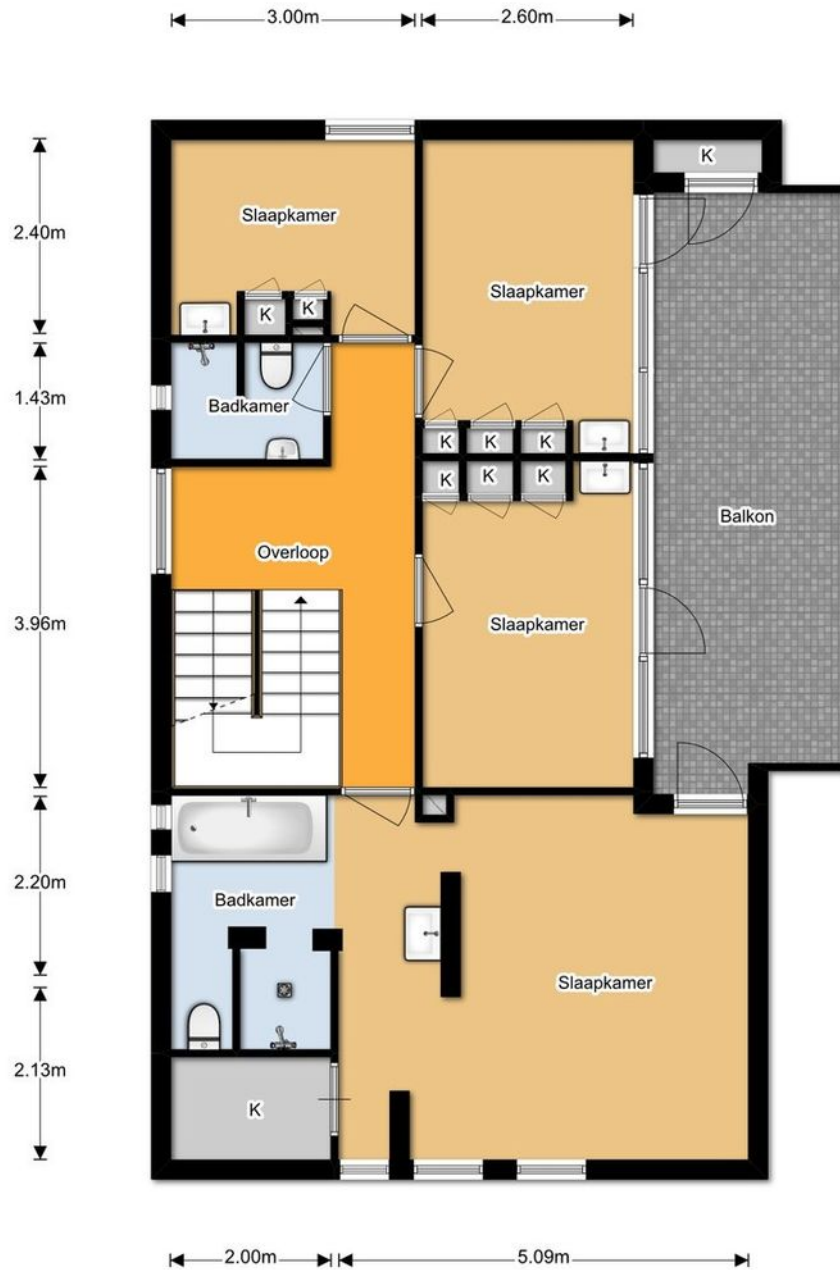 3.00m
2.60m
K
2.40m
Slaapkamer
Slaapkamer
K
K
1.43m
Badkamer
K
K
K
K
K
K
Balkon
Overloop
3.96m
Slaapkamer
2.20m
Badkamer
Slaapkamer
2.13m
K
2.00m
5.09m